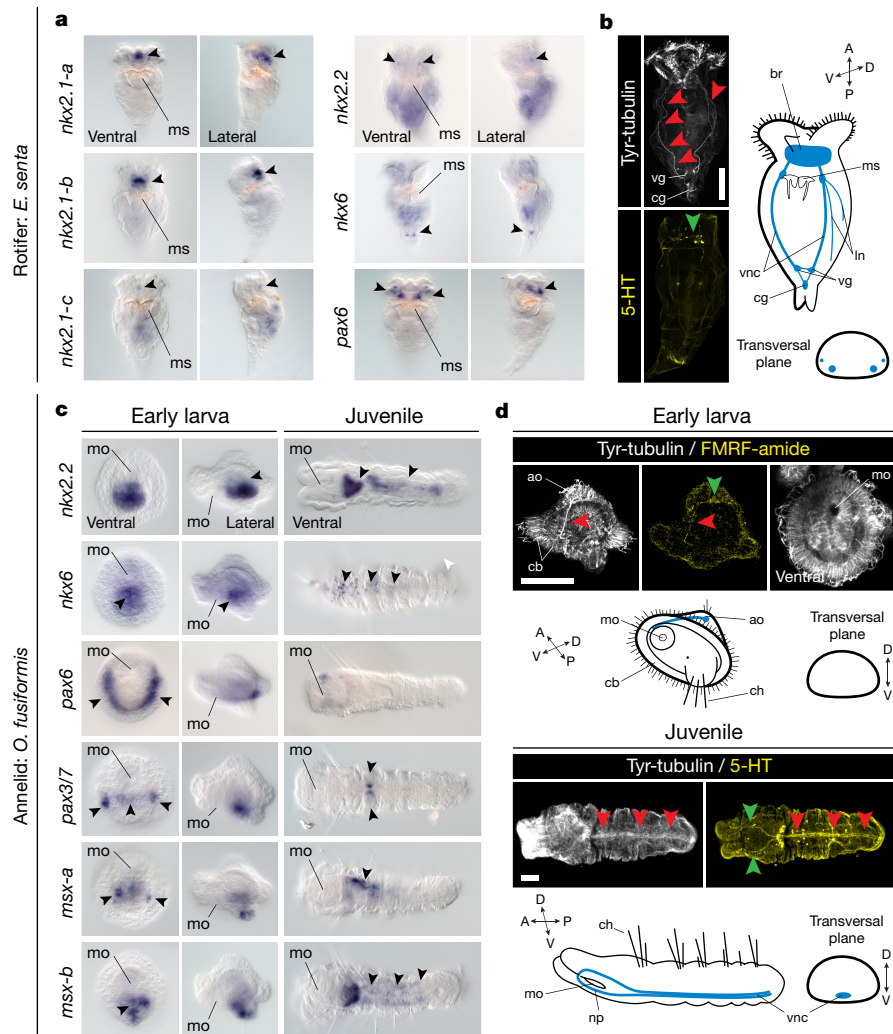 Rotifer: E. senta
a
nkx2.1-a
Ventral
Lateral
ms
nkx2.2
Ventral
Lateral
ms
nkx2.1-b
ms
nkx6
ms
nkx2.1-c
ms
pax6
ms
b
Tyr-tubulin
vg
cg
5-HT
A
V
D
P
br
ms
ln
vnc
vg
cg
Transversal
plane
Annelid: O. fusiformis
c
Early larva
Juvenile
nkx2.2
mo
Ventral
mo
Lateral
mo
Ventral
nkx6
mo
mo
mo
pax6
mo
mo
mo
pax3/7
mo
mo
mo
msx-a
mo
mo
mo
msx-b
mo
mo
mo
d
Early larva
Tyr-tubulin / FMRF-amide
ao
cb
mo
Ventral
A
D
V
P
mo
ao
cb
ch
Transversal
plane
D
V
Juvenile
Tyr-tubulin / 5-HT
D
A
P
V
ch
mo
np
vnc
Transversal
plane
D
V